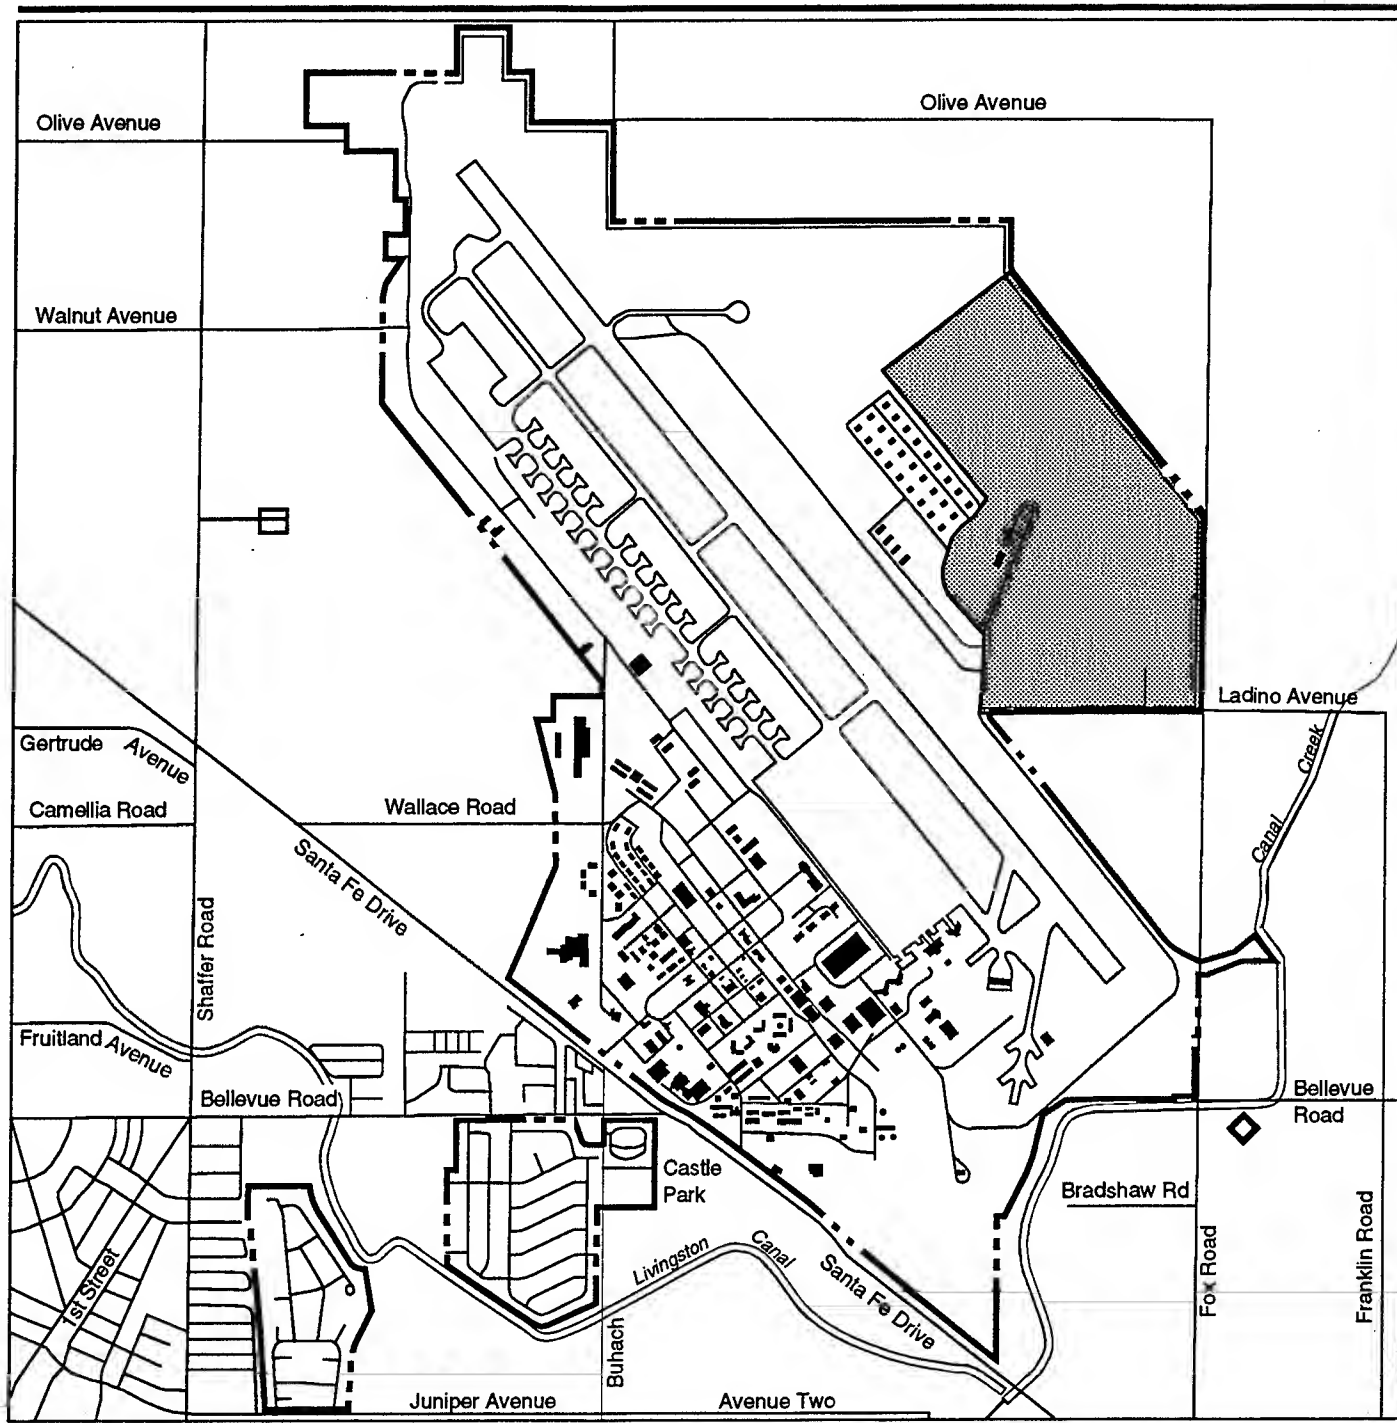 Olive Avenue
Olive Avenue
Walnut Avenue
Ladino Avenue
Gertrude Avenue
Camellia Road
Wallace Road
Canal Creek
Santa Fe Drive
Shaffer Road
Fruitland Avenue
Bellevue Road
Bellevue
Road
Castle
Park
Bradshaw Rd
Livingston Canal
Santa Fe Drive
1st Street
Buhach
Fox Road
Franklin Road
Juniper Avenue
Avenue Two